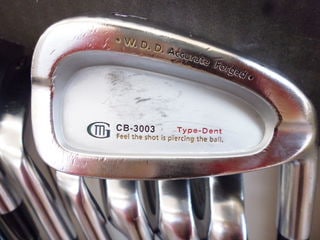 • W.D.D. Accurate Forged •
CB-3003 Type-Dent
Feel the shot is piercing the ball.